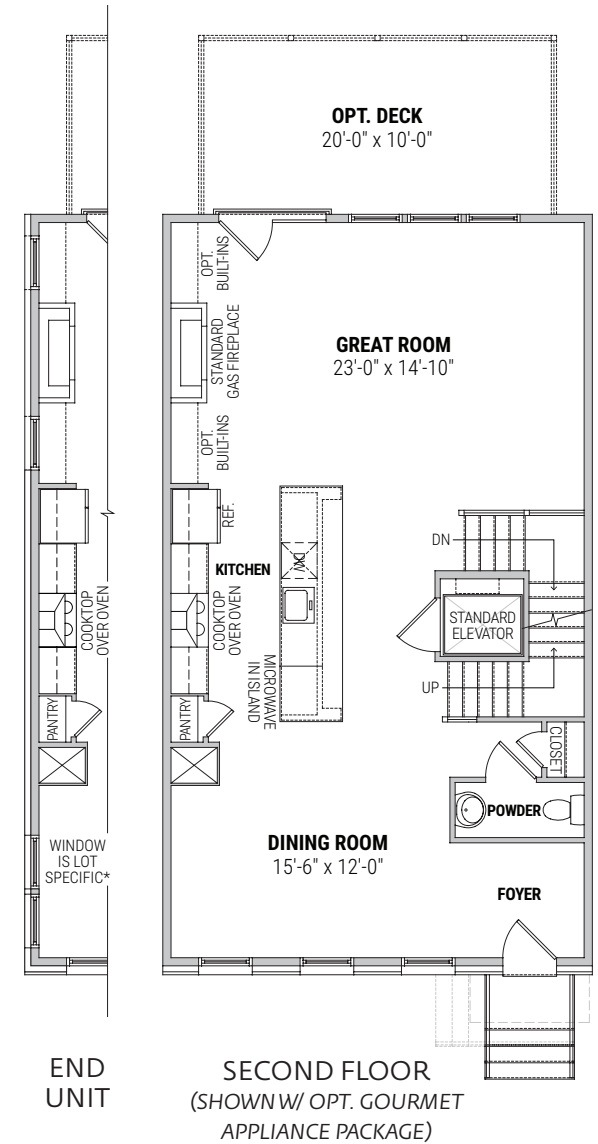 OPT. DECK
20'-0" x 10'-0"
OPT.
BUILT-INS
GREAT ROOM
23'-0" x 14'-10"
STANDARD
GAS FIREPLACE
OPT.
BUILT-INS
REF.
KITCHEN
DW
COOKTOP
OVER OVEN
COOKTOP
OVER OVEN
MICROWAVE
IN ISLAND
DN
STANDARD
ELEVATOR
UP
PANTRY
PANTRY
CLOSET
POWDER
WINDOW
IS LOT
SPECIFIC*
DINING ROOM
15'-6" x 12'-0"
FOYER
END
UNIT
SECOND FLOOR
(SHOWN W/ OPT. GOURMET
APPLIANCE PACKAGE)